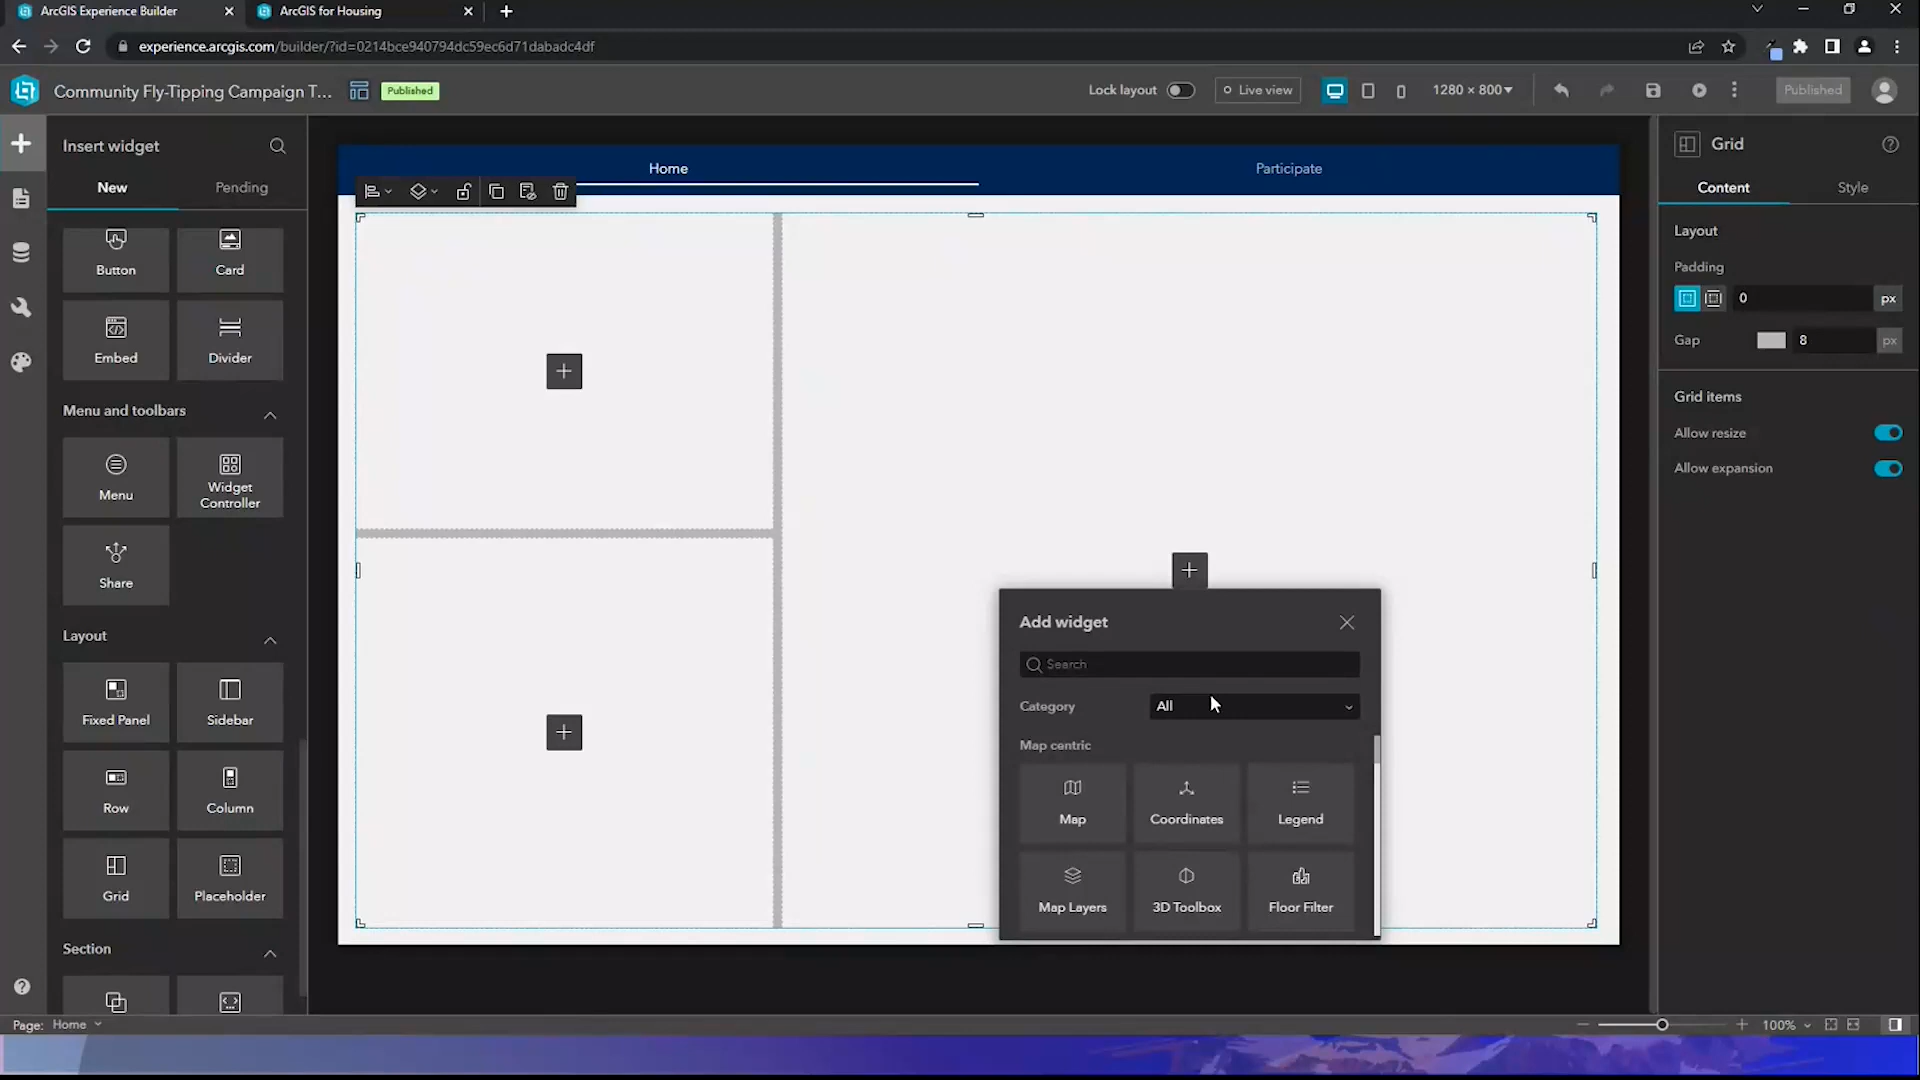 ArcGIS Experience Builder
ArcGIS for Housing
experience.arcgis.com/builder/?id=0214bce940794dc59ec6d71dabadc4df
Community Fly-Tipping Campaign T...
Published
Lock layout
Live view
1280 × 800
Published
Insert widget
New
Pending
Button
Card
Embed
Divider
Menu and toolbars
Menu
Widget
Controller
Share
Layout
Fixed Panel
Sidebar
Row
Column
Grid
Placeholder
Section
Home
Participate
Add widget
Search
Category
All
Map centric
Map
Coordinates
Legend
Map Layers
3D Toolbox
Floor Filter
Grid
Content
Style
Layout
Padding
0
px
Gap
8
px
Grid items
Allow resize
Allow expansion
Page: Home
100%